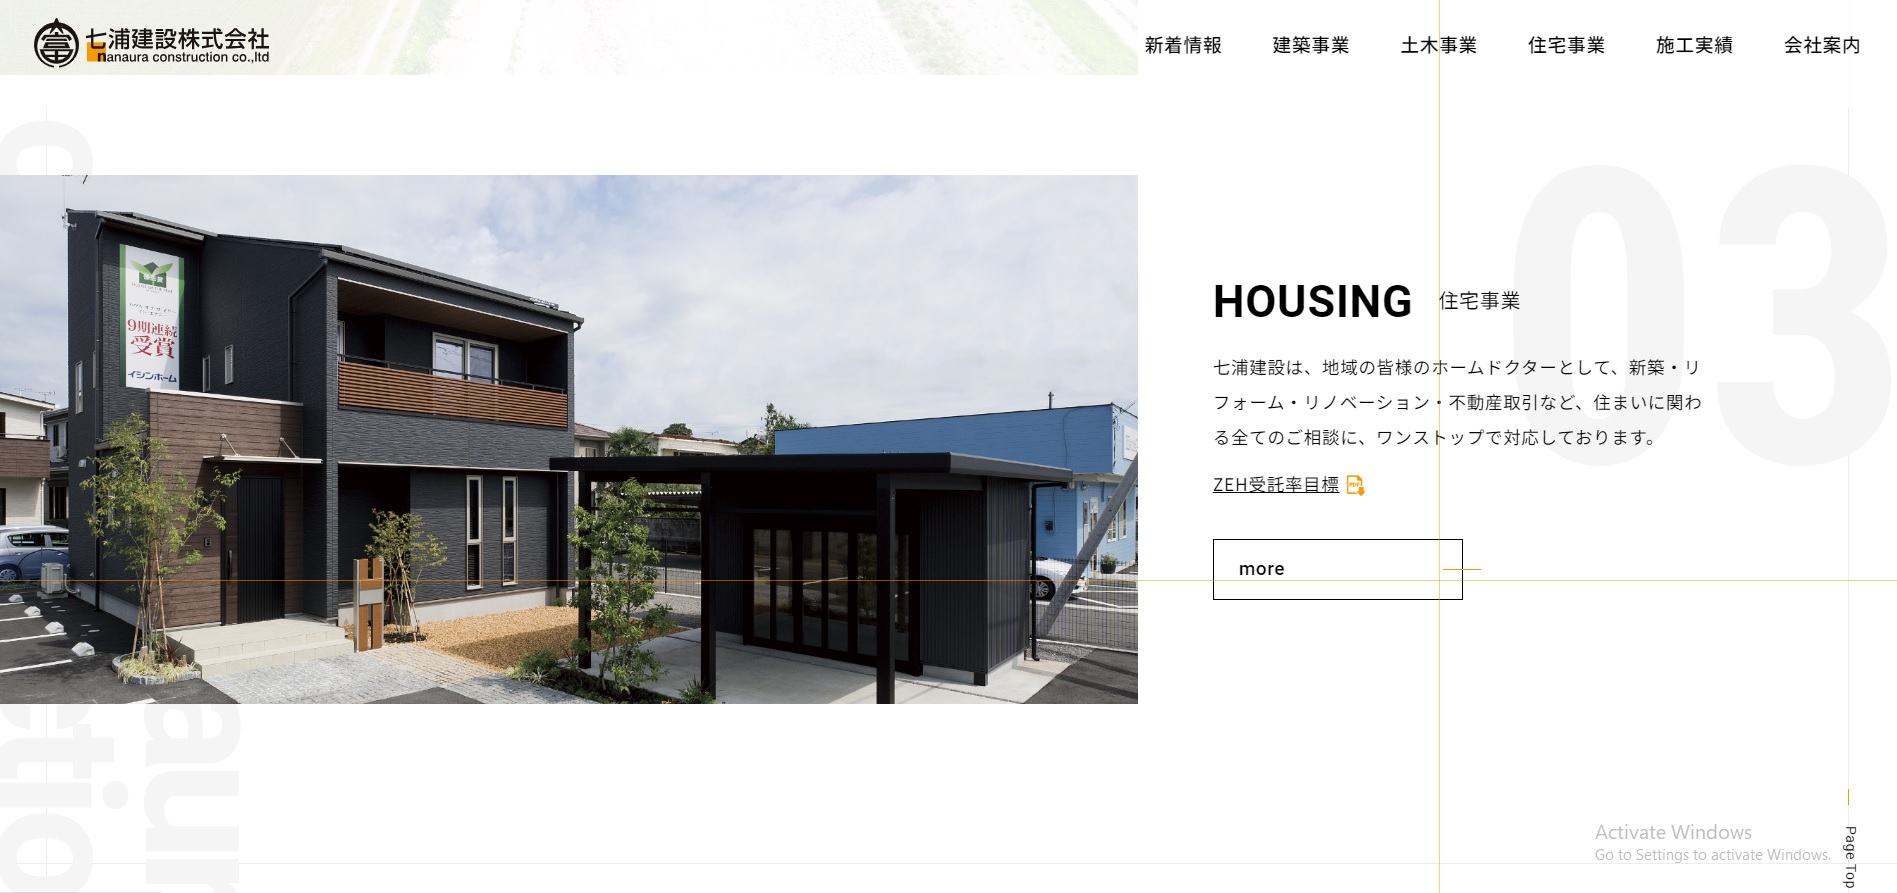 七浦建設株式会社
nanaura construction co.,ltd
新着情報 建築事業 土木事業 住宅事業 施工実績 会社案内
03
9期連続
受賞
イシンホーム
HOUSING 住宅事業
七浦建設は、地域の皆様のホームドクターとして、新築・リ
フォーム・リノベーション・不動産取引など、住まいに関わ
る全てのご相談に、ワンストップで対応しております。
ZEH受託率目標 PDF
more
Activate Windows
Go to Settings to activate Windows.
Page Top